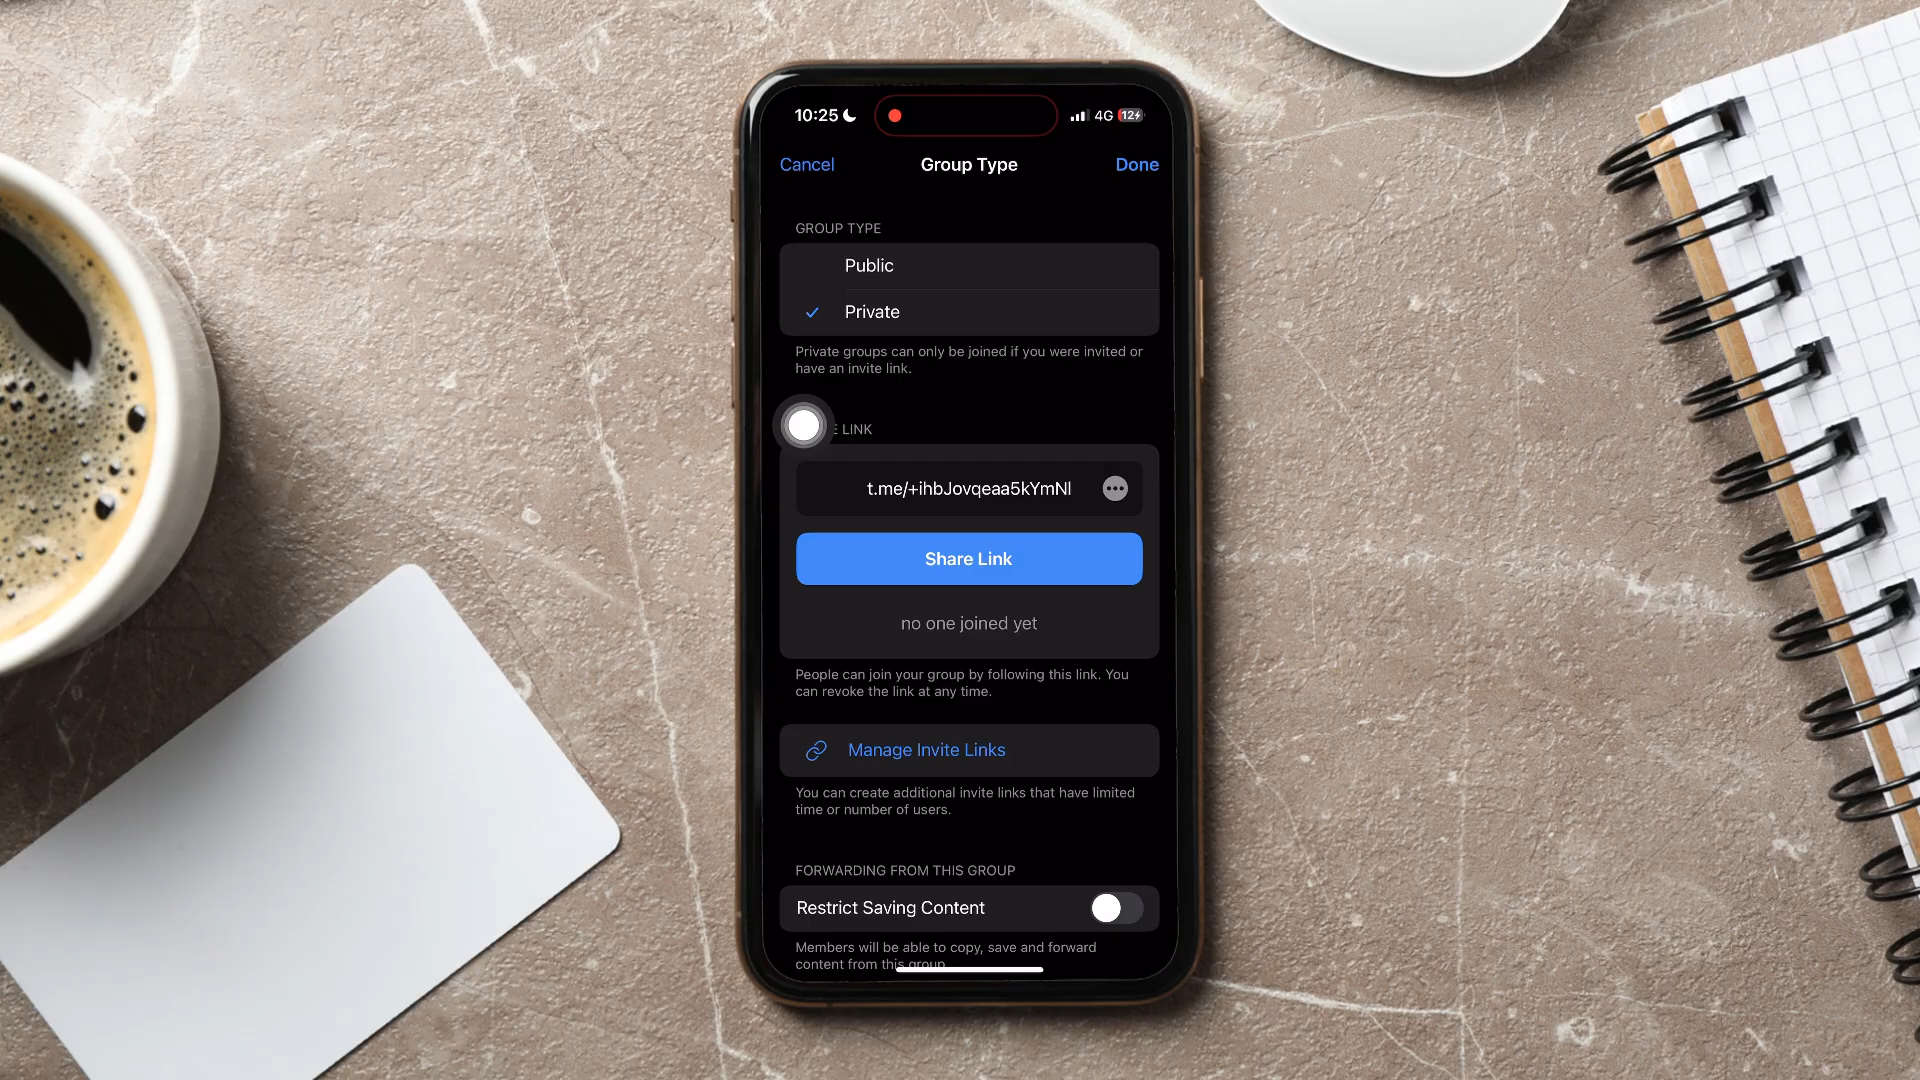 10:25 4G 12
Cancel Group Type Done
GROUP TYPE
Public
Private
Private groups can only be joined if you were invited or
have an invite link.
LINK
t.me/+ihbJovqeaa5kYmNl
Share Link
no one joined yet
People can join your group by following this link. You
can revoke the link at any time.
Manage Invite Links
You can create additional invite links that have limited
time or number of users.
FORWARDING FROM THIS GROUP
Restrict Saving Content
Members will be able to copy, save and forward
content from this group